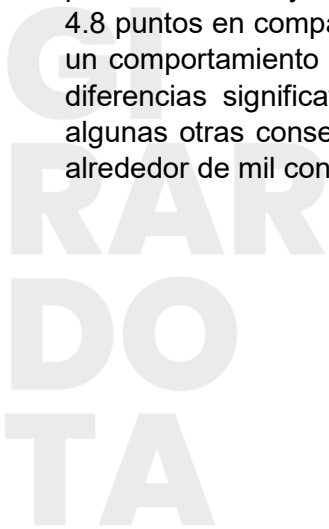 4.8 puntos en compa
un comportamiento
diferencias significa
algunas otras conse
alrededor de mil con
GI
RAR
DO
TA